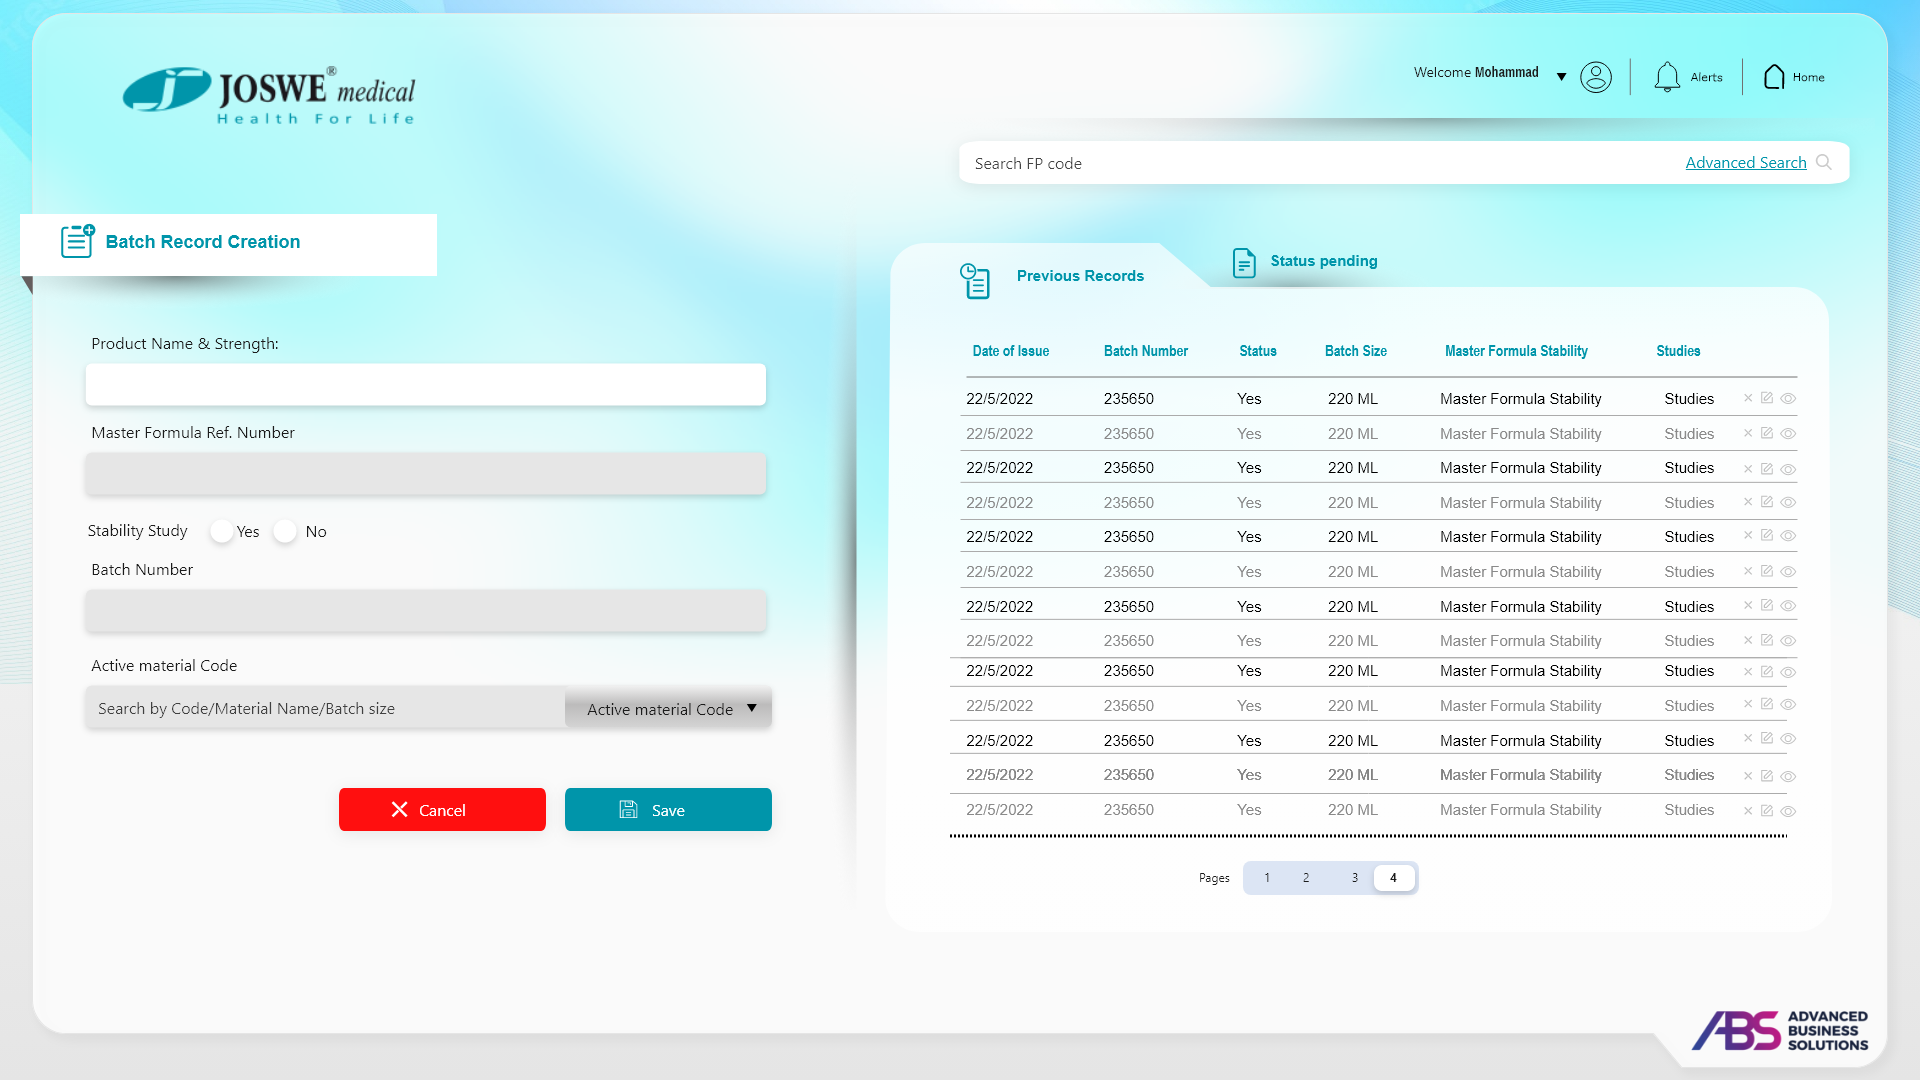 JOSWE® medical
Health For Life
Welcome Mohammad
Alerts
Home
Search FP code
Advanced Search
Batch Record Creation
Previous Records
Status pending
Product Name & Strength:
Master Formula Ref. Number
Stability Study Yes No
Batch Number
Active material Code
Search by Code/Material Name/Batch size
Active material Code
Cancel
Save
Date of Issue Batch Number Status Batch Size Master Formula Stability Studies
22/5/2022 235650 Yes 220 ML Master Formula Stability Studies
22/5/2022 235650 Yes 220 ML Master Formula Stability Studies
22/5/2022 235650 Yes 220 ML Master Formula Stability Studies
22/5/2022 235650 Yes 220 ML Master Formula Stability Studies
22/5/2022 235650 Yes 220 ML Master Formula Stability Studies
22/5/2022 235650 Yes 220 ML Master Formula Stability Studies
22/5/2022 235650 Yes 220 ML Master Formula Stability Studies
22/5/2022 235650 Yes 220 ML Master Formula Stability Studies
22/5/2022 235650 Yes 220 ML Master Formula Stability Studies
22/5/2022 235650 Yes 220 ML Master Formula Stability Studies
22/5/2022 235650 Yes 220 ML Master Formula Stability Studies
22/5/2022 235650 Yes 220 ML Master Formula Stability Studies
22/5/2022 235650 Yes 220 ML Master Formula Stability Studies
Pages 1 2 3 4
ABS
ADVANCED
BUSINESS
SOLUTIONS